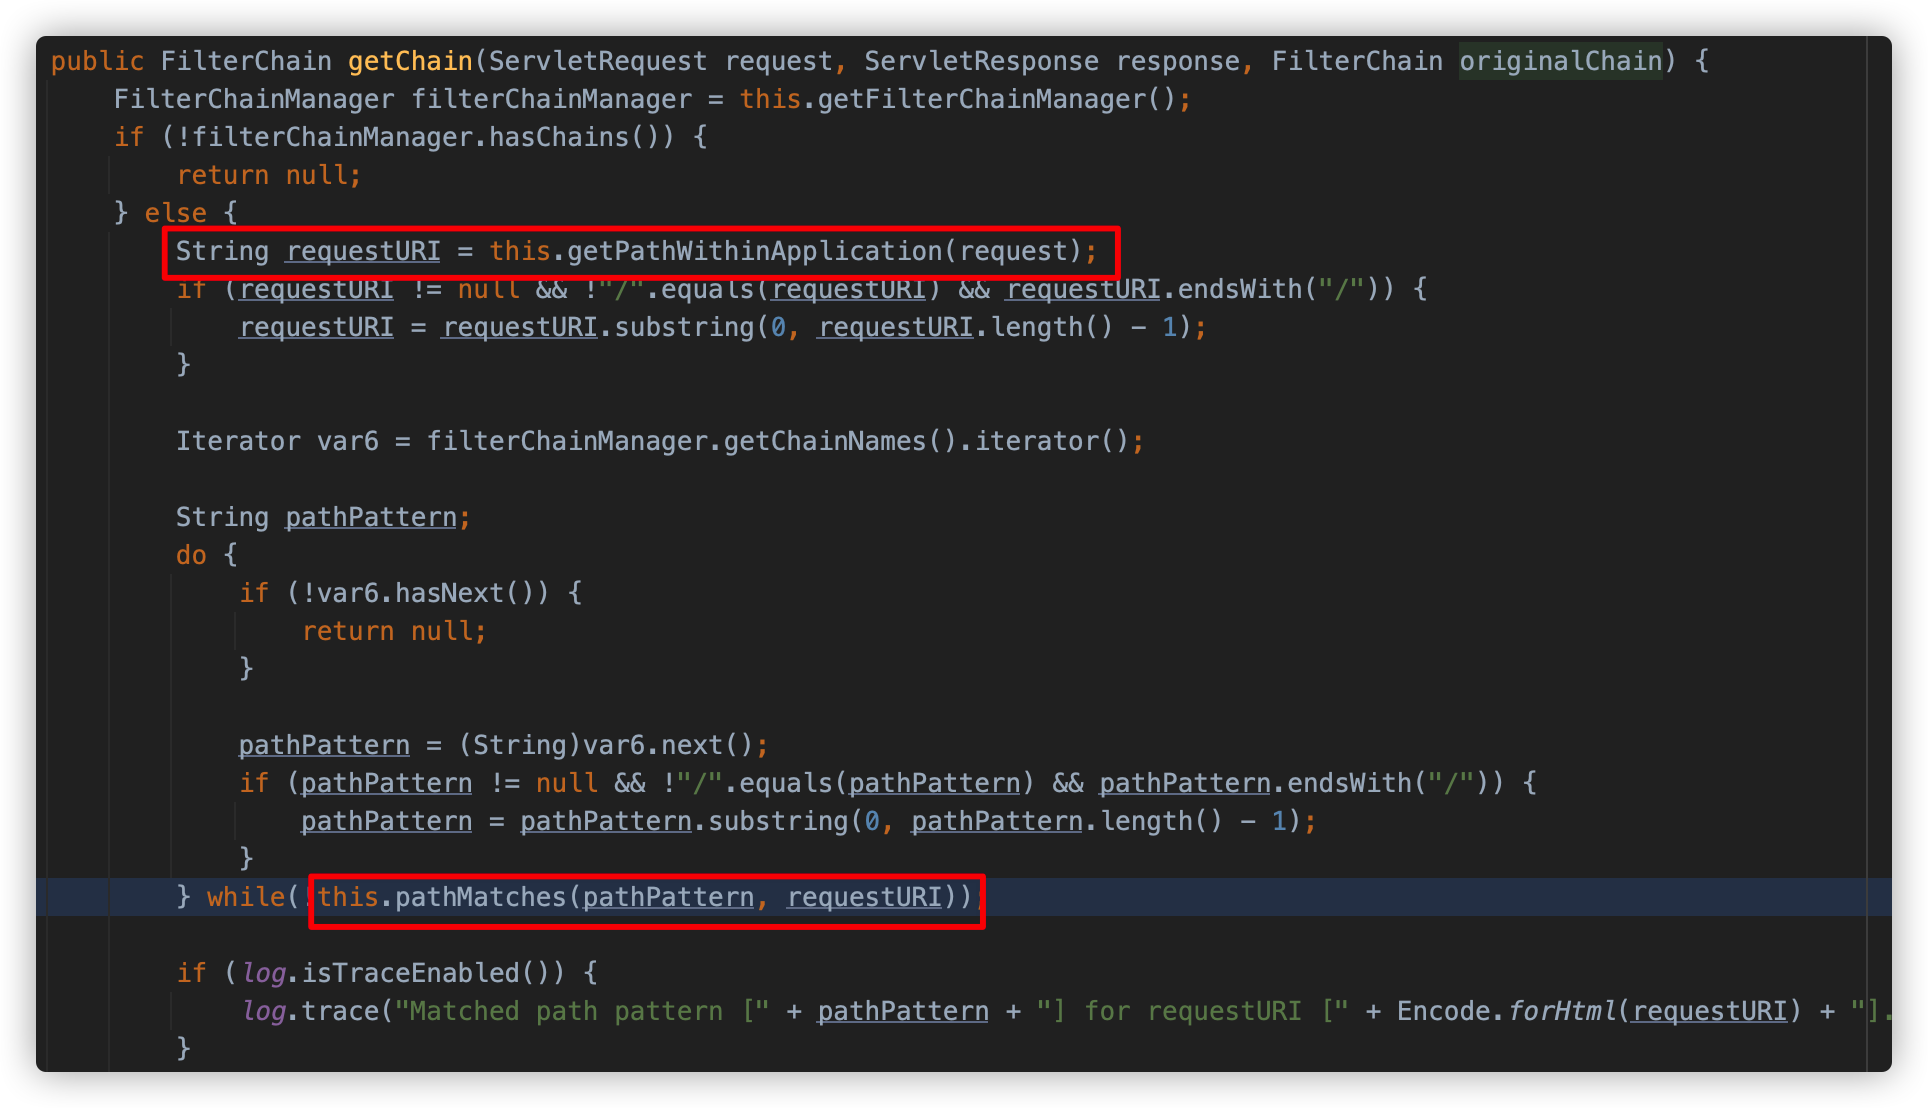 public FilterChain getChain(ServletRequest request, ServletResponse response, FilterChain originalChain) {
    FilterChainManager filterChainManager = this.getFilterChainManager();
    if (!filterChainManager.hasChains()) {
        return null;
    } else {
        String requestURI = this.getPathWithinApplication(request);
        if (requestURI != null && !"/".equals(requestURI) && requestURI.endsWith("/")) {
            requestURI = requestURI.substring(0, requestURI.length() - 1);
        }

        Iterator var6 = filterChainManager.getChainNames().iterator();

        String pathPattern;
        do {
            if (!var6.hasNext()) {
                return null;
            }

            pathPattern = (String)var6.next();
            if (pathPattern != null && !"/".equals(pathPattern) && pathPattern.endsWith("/")) {
                pathPattern = pathPattern.substring(0, pathPattern.length() - 1);
            }
        } while(!this.pathMatches(pathPattern, requestURI));

        if (log.isTraceEnabled()) {
            log.trace("Matched path pattern [" + pathPattern + "] for requestURI [" + Encode.forHtml(requestURI) + "].
        }